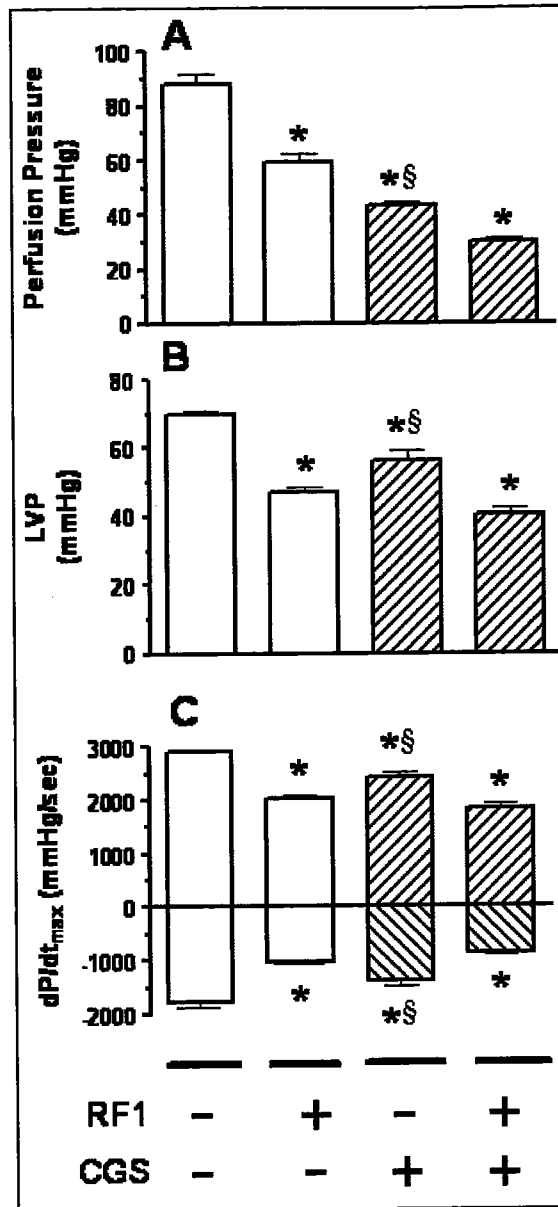 A
Perfusion Pressure
(mmHg)
100
80
60
40
20
0
*
*§
*
B
LVP
(mmHg)
80
60
40
20
0
*
*§
*
C
dP/dtmax (mmHg/sec)
3000
2000
1000
0
-1000
-2000
*
*§
*
*
*§
*
RF1 - + - +
CGS - - + +